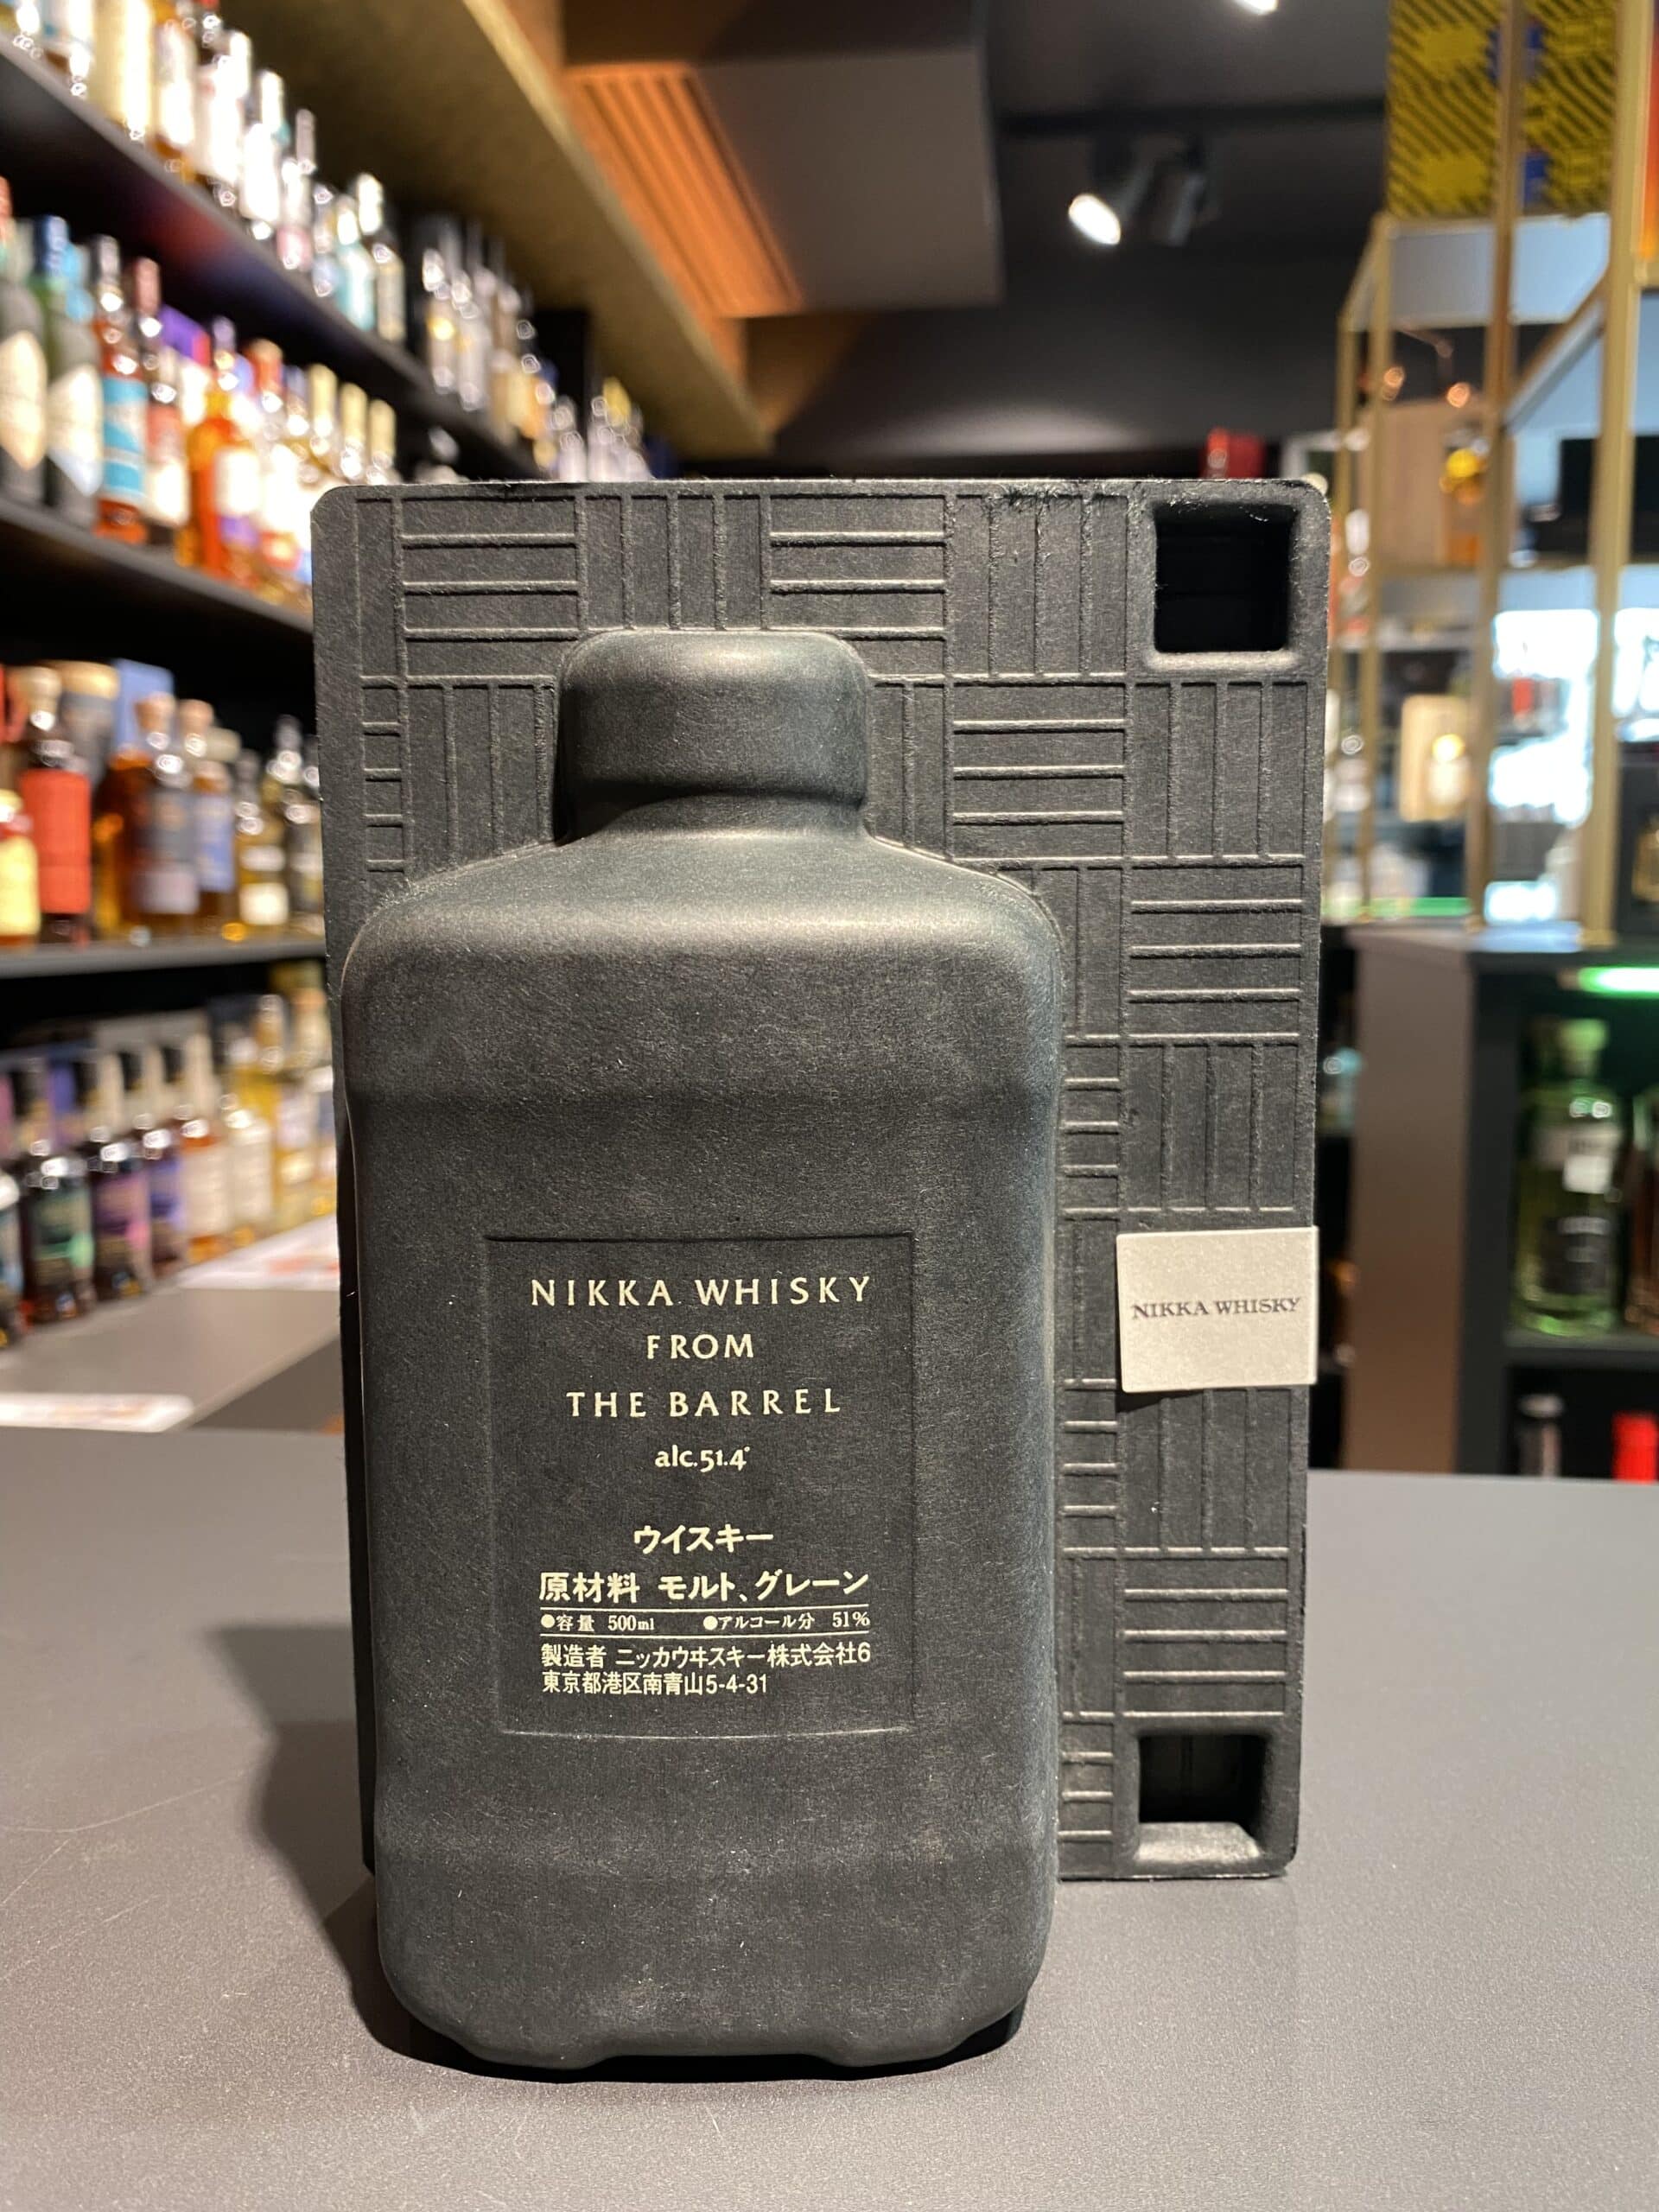 NIKKA WHISKY
FROM
THE BARREL
alc.51.4°
ウイスキー
原材料 モルト、グレーン
●容量 500ml ●アルコール分 51%
製造者 ニッカウヰスキー株式会社6
東京都港区南青山5-4-31
NIKKA WHISKY